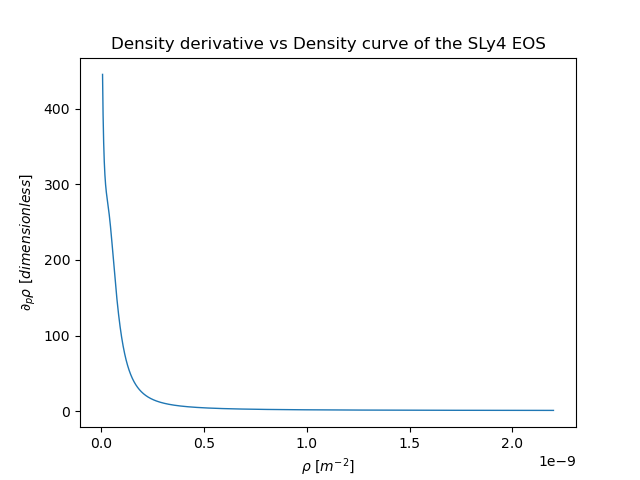 Density derivative vs Density curve of the SLy4 EOS
400
300
200
100
0
∂ₚρ [dimensionless]
0.0 0.5 1.0 1.5 2.0
1e−9
ρ [m⁻²]